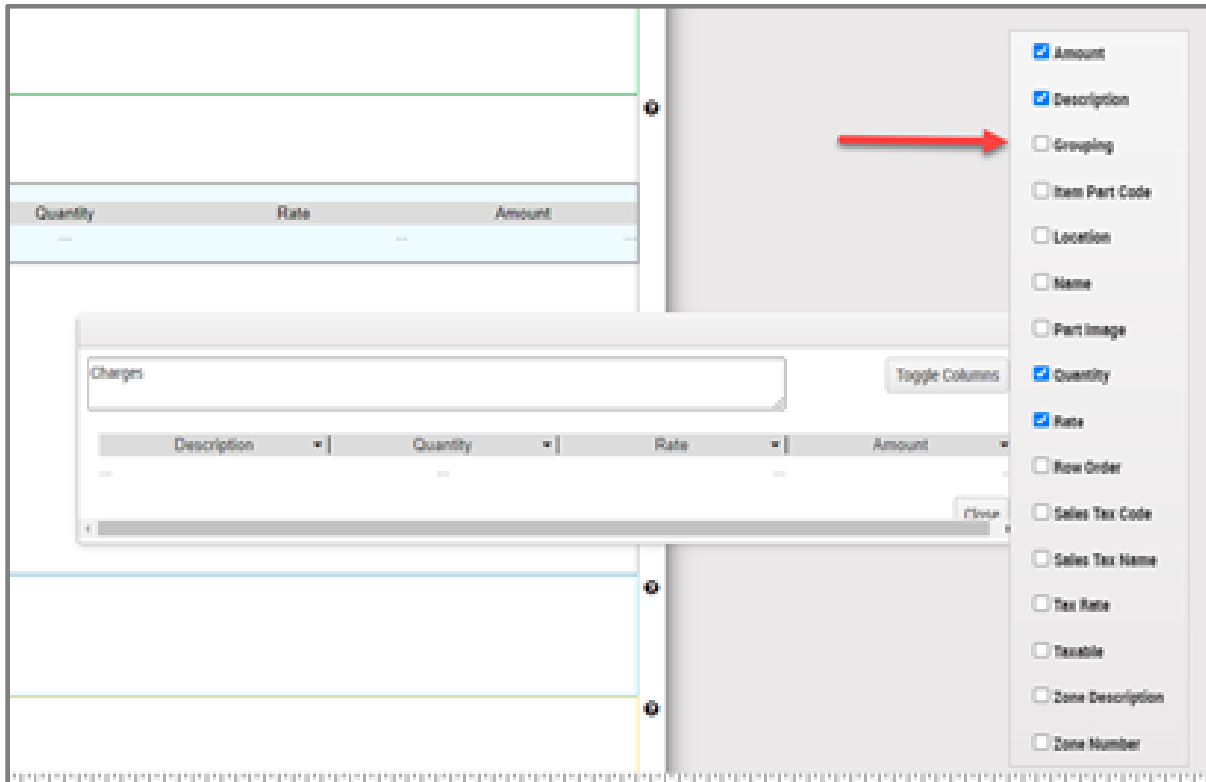 Quantity Rate Amount
Charges
Toggle Columns
Description Quantity Rate Amount
Close
Amount
Description
Grouping
Item Part Code
Location
Name
Part Image
Quantity
Rate
Row Order
Sales Tax Code
Sales Tax Name
Tax Rate
Taxable
Zone Description
Zone Number